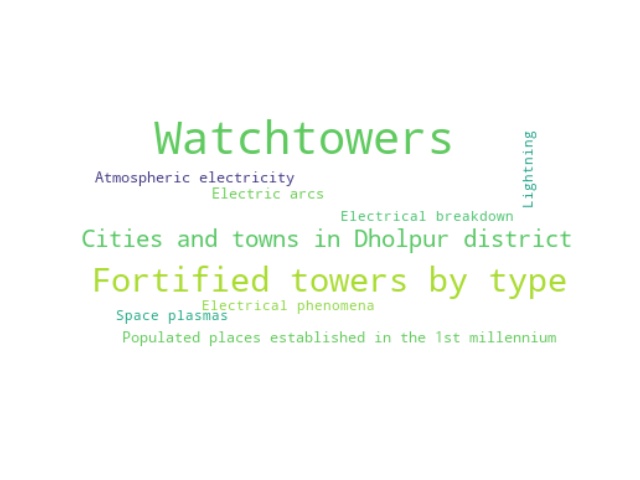 Watchtowers
Lightning
Atmospheric electricity
Electric arcs
Electrical breakdown
Cities and towns in Dholpur district
Fortified towers by type
Electrical phenomena
Space plasmas
Populated places established in the 1st millennium